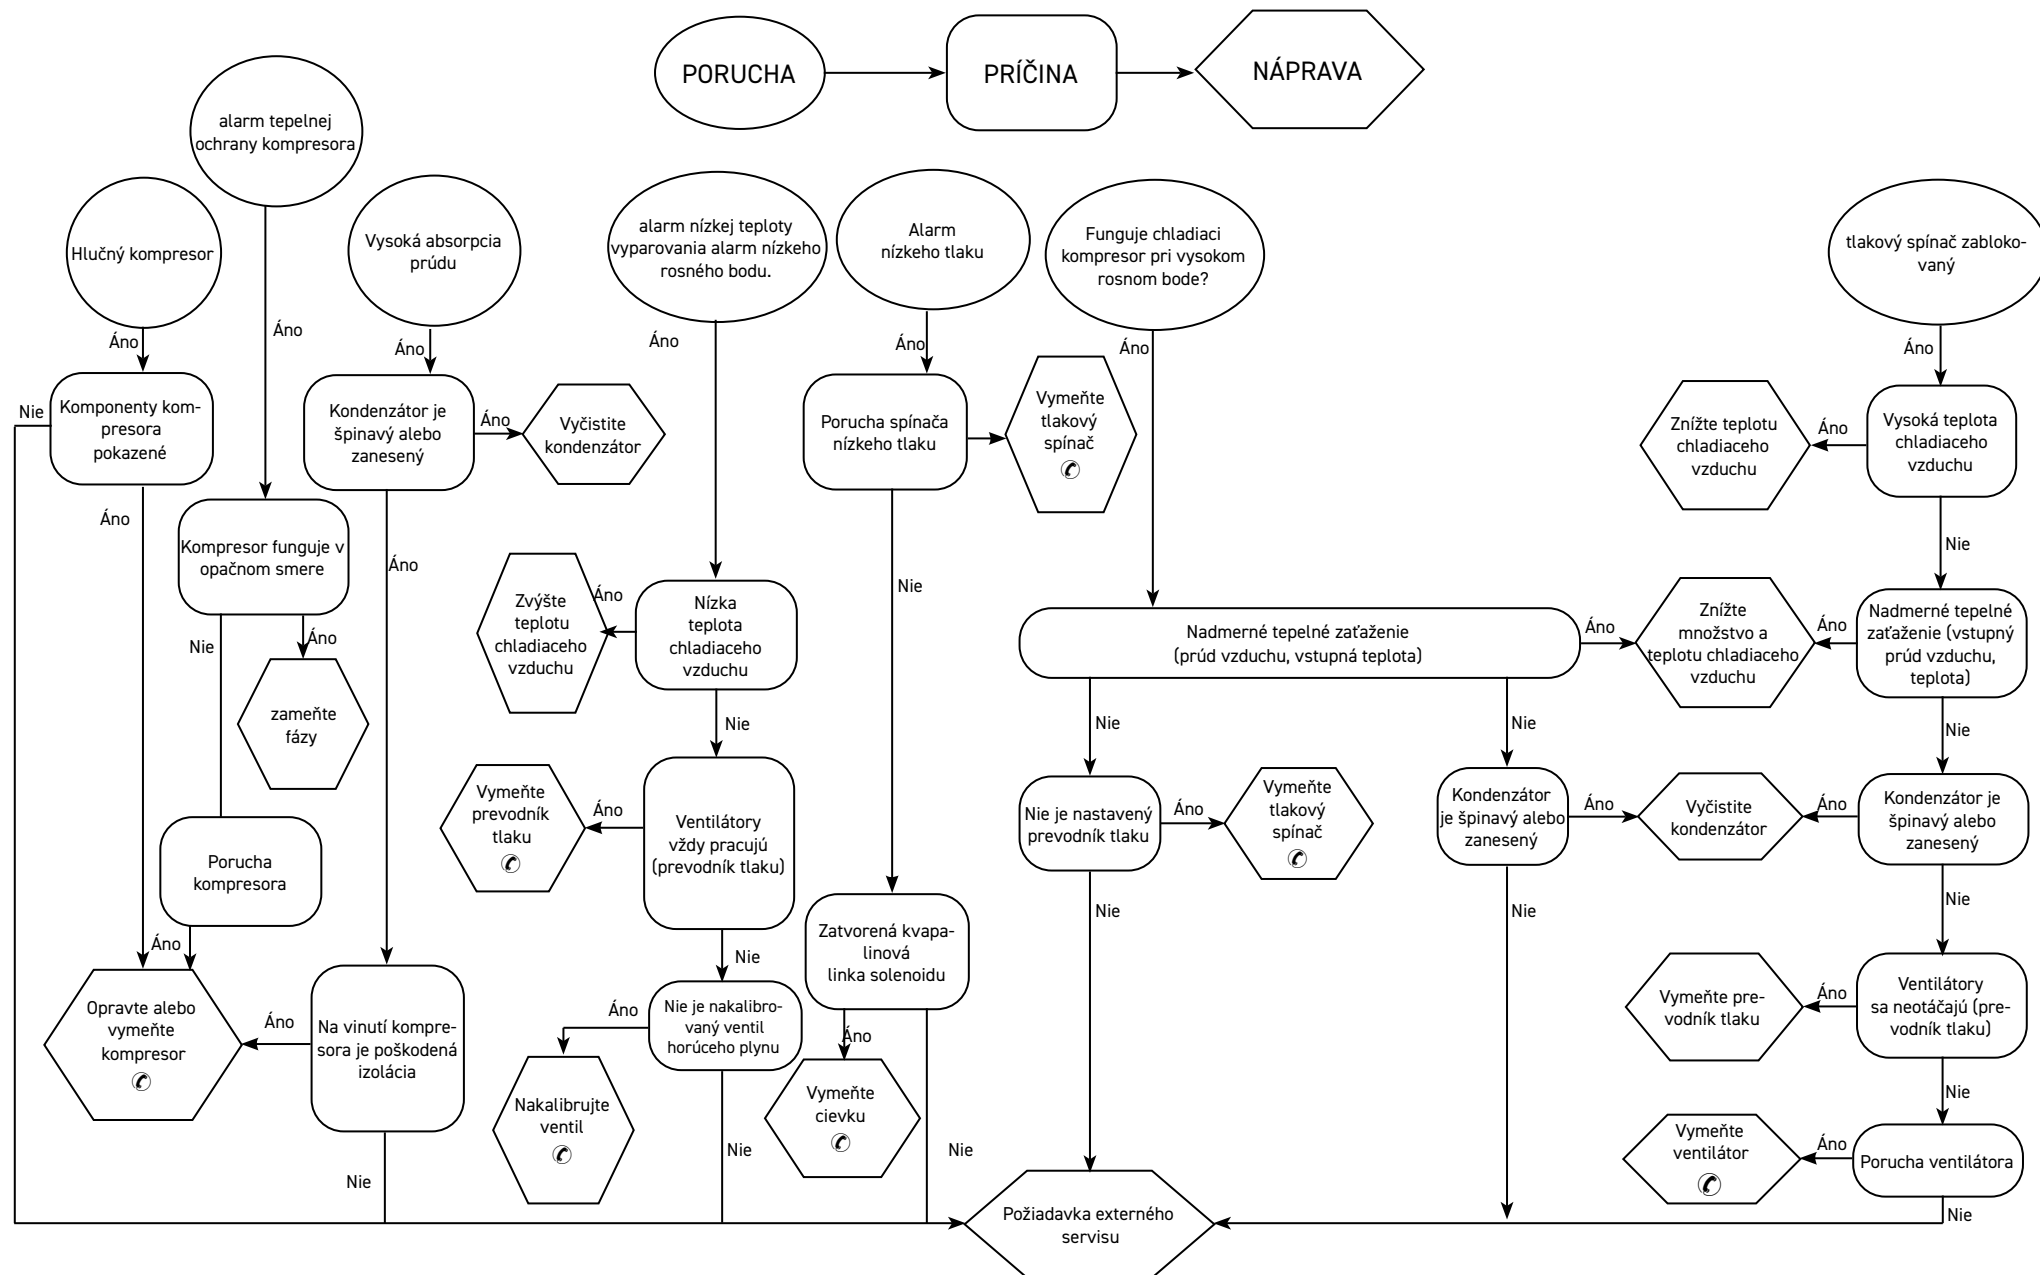 PORUCHA
PRÍČINA
NÁPRAVA
alarm tepelnej
ochrany kompresora
Hlučný kompresor
Vysoká absorpcia
prúdu
alarm nízkej teploty
vyparovania alarm nízkeho
rosného bodu.
Alarm
nízkeho tlaku
Funguje chladiaci
kompresor pri vysokom
rosnom bode?
tlakový spínač zabloko-
vaný
Áno
Áno
Áno
Áno
Áno
Áno
Áno
Nie
Komponenty kom-
presora
pokazené
Kondenzátor je
špinavý alebo
zanesený
Áno
Vyčistite
kondenzátor
Porucha spínača
nízkeho tlaku
Vymeňte
tlakový
spínač
✆
Znížte teplotu
chladiaceho
vzduchu
Áno
Vysoká teplota
chladiaceho
vzduchu
Áno
Kompresor funguje v
opačnom smere
Áno
Nie
Nie
Zvýšte
teplotu
chladiaceho
vzduchu
Áno
Nízka
teplota
chladiaceho
vzduchu
Nadmerné tepelné zaťaženie
(prúd vzduchu, vstupná teplota)
Áno
Znížte
množstvo a
teplotu chladiaceho
vzduchu
Áno
Nadmerné tepelné
zaťaženie (vstupný
prúd vzduchu,
teplota)
Nie
Áno
zameňte
fázy
Nie
Nie
Nie
Nie
Vymeňte
prevodník
tlaku
✆
Áno
Ventilátory
vždy pracujú
(prevodník tlaku)
Nie je nastavený
prevodník tlaku
Áno
Vymeňte
tlakový
spínač
✆
Kondenzátor
je špinavý alebo
zanesený
Áno
Vyčistite
kondenzátor
Áno
Kondenzátor je
špinavý alebo
zanesený
Porucha
kompresora
Áno
Nie
Nie
Nie
Nie
Zatvorená kvapa-
linová
linka solenoidu
Opravte alebo
vymeňte
kompresor
✆
Áno
Na vinutí kompre-
sora je poškodená
izolácia
Áno
Nie je nakalibro-
vaný ventil
horúceho plynu
Áno
Vymeňte pre-
vodník tlaku
Áno
Ventilátory
sa neotáčajú (pre-
vodník tlaku)
Nakalibrujte
ventil
✆
Vymeňte
cievku
✆
Nie
Nie
Nie
Nie
Vymeňte
ventilátor
✆
Áno
Porucha ventilátora
Nie
Požiadavka externého
servisu